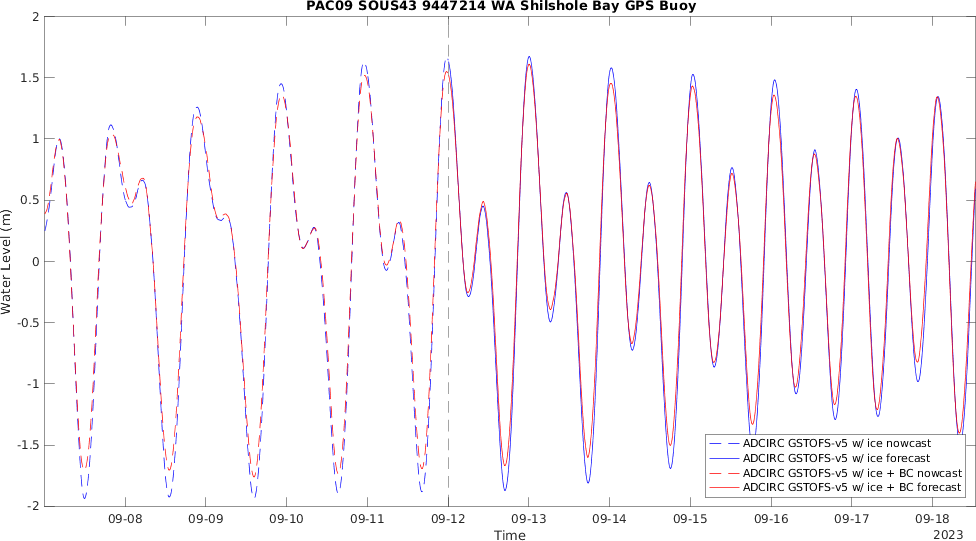 PAC09 SOUS43 9447214 WA Shilshole Bay GPS Buoy
2
1.5
1
0.5
0
-0.5
-1
-1.5
-2
Water Level (m)
09-08 09-09 09-10 09-11 09-12 09-13 09-14 09-15 09-16 09-17 09-18
Time
2023
ADCIRC GSTOFS-v5 w/ ice nowcast
ADCIRC GSTOFS-v5 w/ ice forecast
ADCIRC GSTOFS-v5 w/ ice + BC nowcast
ADCIRC GSTOFS-v5 w/ ice + BC forecast